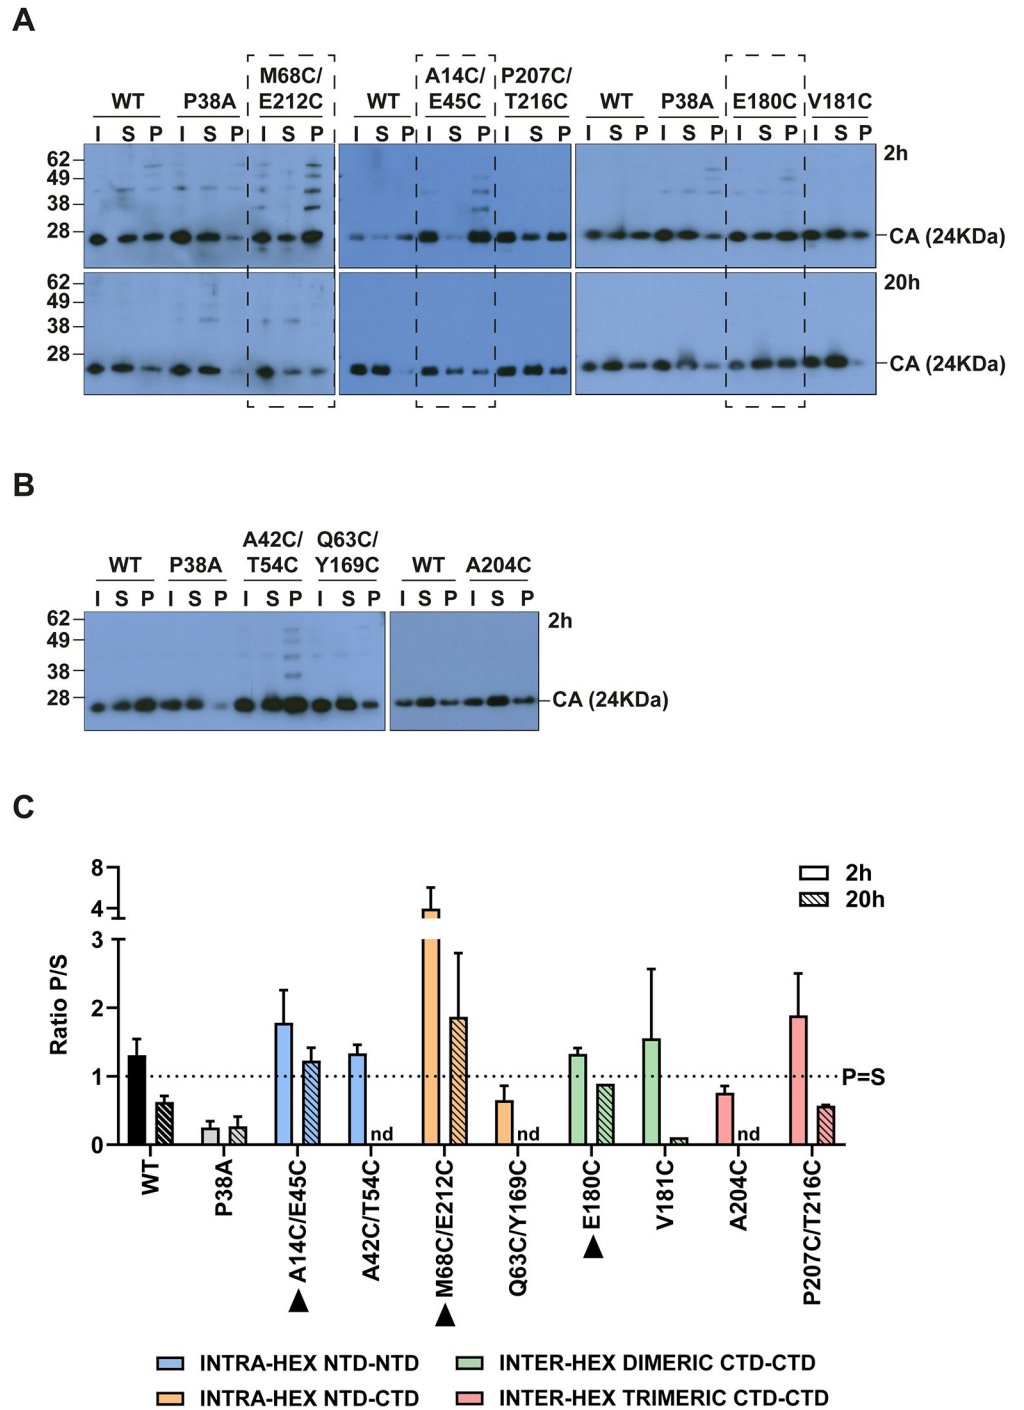 A
M68C/ A14C/ P207C/
WT P38A E212C WT E45C T216C WT P38A E180C V181C
I S P I S P I S P I S P I S P I S P I S P I S P I S P I S P
2h
62
49
38
28
CA (24KDa)
20h
62
49
38
28
CA (24KDa)
B
A42C/ Q63C/
WT P38A T54C Y169C WT A204C
I S P I S P I S P I S P I S P I S P
2h
62
49
38
28
CA (24KDa)
C
8
4
3
2
1
0
Ratio P/S
2h
20h
P=S
nd
nd
nd
WT
P38A
A14C/E45C
A42C/T54C
M68C/E212C
Q63C/Y169C
E180C
V181C
A204C
P207C/T216C
INTRA-HEX NTD-NTD INTER-HEX DIMERIC CTD-CTD
INTRA-HEX NTD-CTD INTER-HEX TRIMERIC CTD-CTD